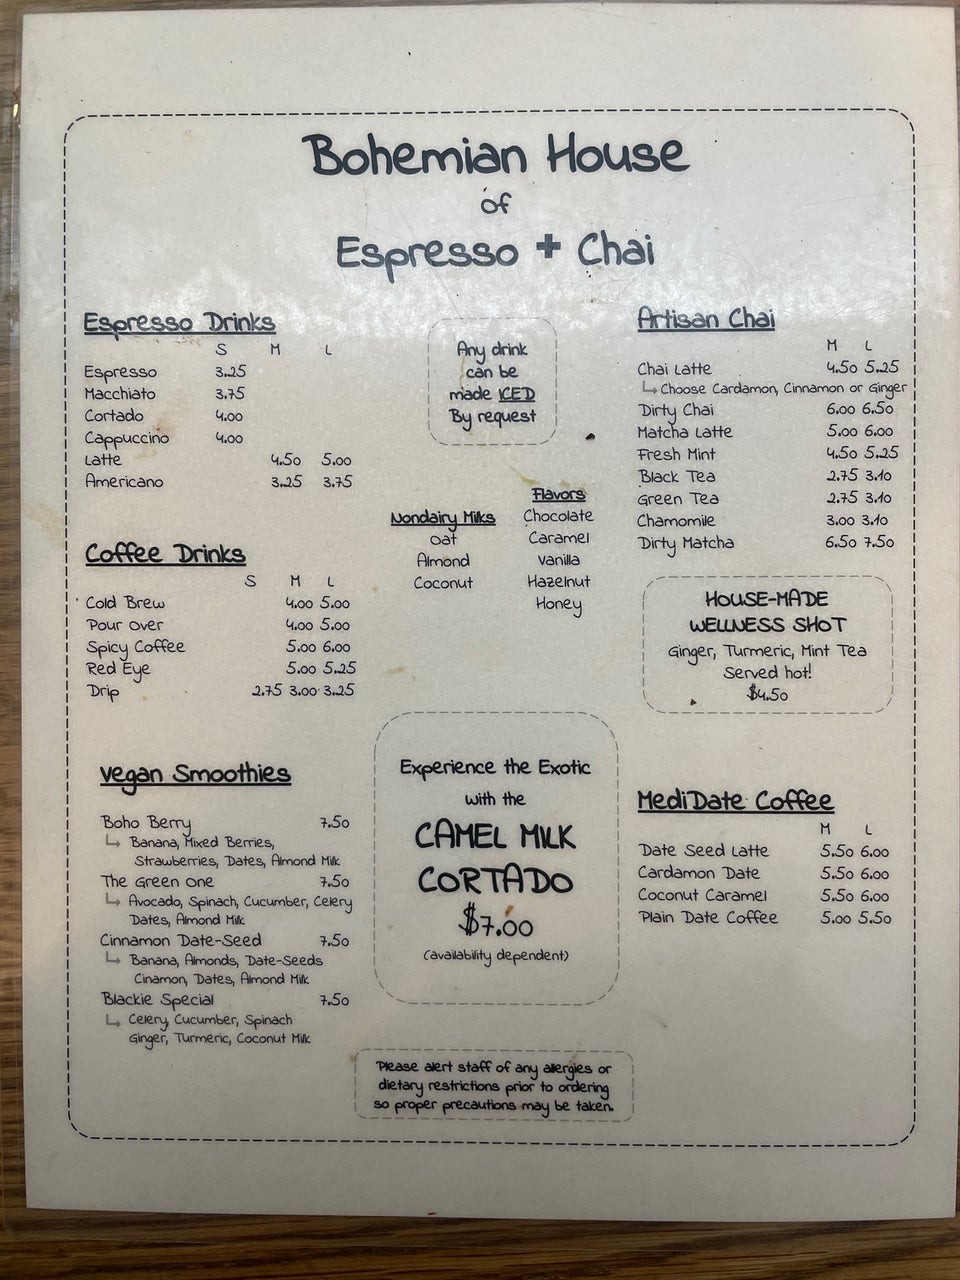 Bohemian House
of
Espresso + Chai
Espresso Drinks
S M L
Espresso 3.25
Macchiato 3.75
Cortado 4.00
Cappuccino 4.00
Latte 4.50 5.00
Americano 3.25 3.75
Coffee Drinks
S M L
Cold Brew 4.00 5.00
Pour Over 4.00 5.00
Spicy Coffee 5.00 6.00
Red Eye 5.00 5.25
Drip 2.75 3.00 3.25
Vegan Smoothies
Boho Berry 7.50
Banana, Mixed Berries,
Strawberries, Dates, Almond Milk
The Green One 7.50
Avocado, Spinach, Cucumber, Celery
Dates, Almond Milk
Cinnamon Date-Seed 7.50
Banana, Almonds, Date-Seeds
Cinamon, Dates, Almond Milk
Blackie Special 7.50
Celery, Cucumber, Spinach
Ginger, Turmeric, Coconut Milk
Any drink
can be
made ICED
By request
Nondairy Milks
Oat
Almond
Coconut
Flavors
Chocolate
Caramel
Vanilla
Hazelnut
Honey
Experience the Exotic
with the
CAMEL MILK
CORTADO
$7.00
(availability dependent)
Artisan Chai
M L
Chai Latte 4.50 5.25
Choose Cardamon, Cinnamon or Ginger
Dirty Chai 6.00 6.50
Matcha Latte 5.00 6.00
Fresh Mint 4.50 5.25
Black Tea 2.75 3.10
Green Tea 2.75 3.10
Chamomile 3.00 3.10
Dirty Matcha 6.50 7.50
HOUSE-MADE
WELLNESS SHOT
Ginger, Turmeric, Mint Tea
Served hot!
$4.50
MediDate Coffee
M L
Date Seed Latte 5.50 6.00
Cardamon Date 5.50 6.00
Coconut Caramel 5.50 6.00
Plain Date Coffee 5.00 5.50
Please alert staff of any allergies or
dietary restrictions prior to ordering
so proper precautions may be taken.